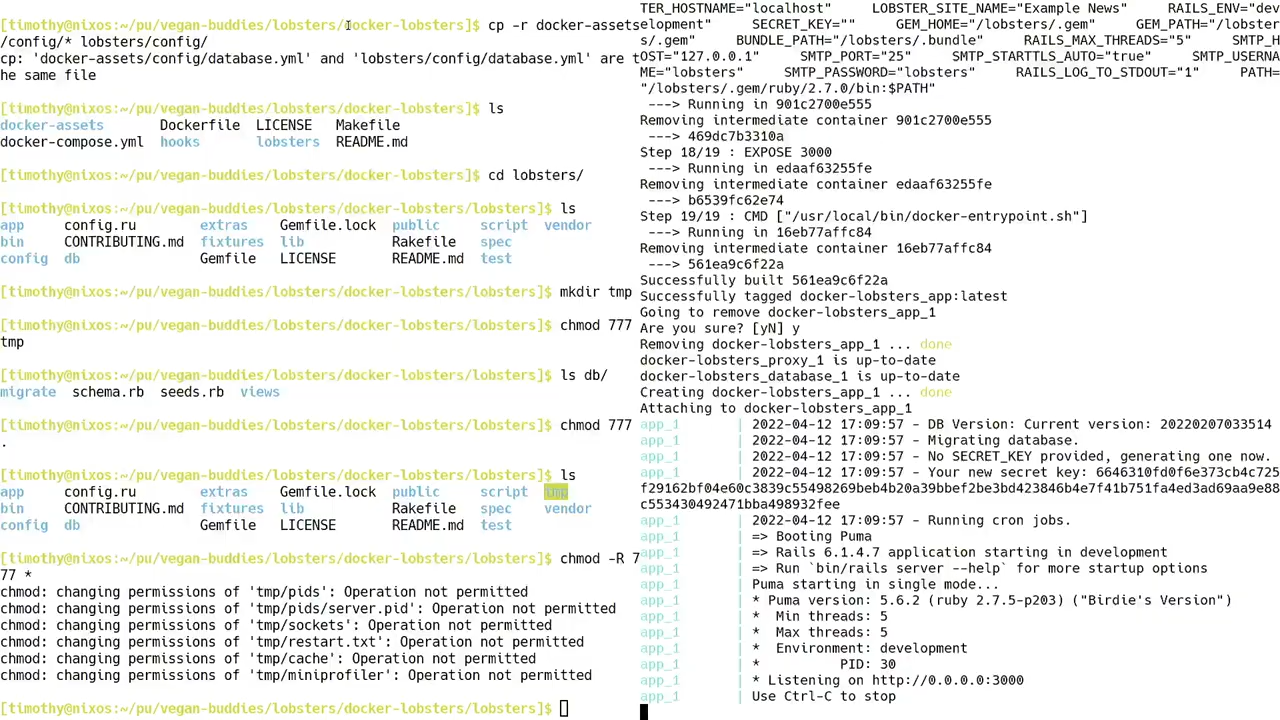 [timothy@nixos:~/pu/vegan-buddies/lobsters/docker-lobsters]$ cp -r docker-assets
/config/* lobsters/config/
cp: 'docker-assets/config/database.yml' and 'lobsters/config/database.yml' are t
he same file
[timothy@nixos:~/pu/vegan-buddies/lobsters/docker-lobsters]$ ls
docker-assets       Dockerfile  LICENSE   Makefile
docker-compose.yml  hooks       lobsters  README.md
[timothy@nixos:~/pu/vegan-buddies/lobsters/docker-lobsters]$ cd lobsters/
[timothy@nixos:~/pu/vegan-buddies/lobsters/docker-lobsters/lobsters]$ ls
app     config.ru        extras    Gemfile.lock  public     script  vendor
bin     CONTRIBUTING.md  fixtures  lib           Rakefile   spec
config  db               Gemfile   LICENSE       README.md  test
[timothy@nixos:~/pu/vegan-buddies/lobsters/docker-lobsters/lobsters]$ mkdir tmp
[timothy@nixos:~/pu/vegan-buddies/lobsters/docker-lobsters/lobsters]$ chmod 777
tmp
[timothy@nixos:~/pu/vegan-buddies/lobsters/docker-lobsters/lobsters]$ ls db/
migrate  schema.rb  seeds.rb  views
[timothy@nixos:~/pu/vegan-buddies/lobsters/docker-lobsters/lobsters]$ chmod 777
.
[timothy@nixos:~/pu/vegan-buddies/lobsters/docker-lobsters/lobsters]$ ls
app     config.ru        extras    Gemfile.lock  public     script  tmp
bin     CONTRIBUTING.md  fixtures  lib           Rakefile   spec    vendor
config  db               Gemfile   LICENSE       README.md  test
[timothy@nixos:~/pu/vegan-buddies/lobsters/docker-lobsters/lobsters]$ chmod -R 7
77 *
chmod: changing permissions of 'tmp/pids': Operation not permitted
chmod: changing permissions of 'tmp/pids/server.pid': Operation not permitted
chmod: changing permissions of 'tmp/sockets': Operation not permitted
chmod: changing permissions of 'tmp/restart.txt': Operation not permitted
chmod: changing permissions of 'tmp/cache': Operation not permitted
chmod: changing permissions of 'tmp/miniprofiler': Operation not permitted
[timothy@nixos:~/pu/vegan-buddies/lobsters/docker-lobsters/lobsters]$
TER_HOSTNAME="localhost"     LOBSTER_SITE_NAME="Example News"     RAILS_ENV="dev
elopment"     SECRET_KEY=""     GEM_HOME="/lobsters/.gem"     GEM_PATH="/lobster
s/.gem"     BUNDLE_PATH="/lobsters/.bundle"     RAILS_MAX_THREADS="5"     SMTP_H
OST="127.0.0.1"     SMTP_PORT="25"     SMTP_STARTTLS_AUTO="true"     SMTP_USERNA
ME="lobsters"     SMTP_PASSWORD="lobsters"     RAILS_LOG_TO_STDOUT="1"     PATH=
"/lobsters/.gem/ruby/2.7.0/bin:$PATH"
 ---> Running in 901c2700e555
Removing intermediate container 901c2700e555
 ---> 469dc7b3310a
Step 18/19 : EXPOSE 3000
 ---> Running in edaaf63255fe
Removing intermediate container edaaf63255fe
 ---> b6539fc62e74
Step 19/19 : CMD ["/usr/local/bin/docker-entrypoint.sh"]
 ---> Running in 16eb77affc84
Removing intermediate container 16eb77affc84
 ---> 561ea9c6f22a
Successfully built 561ea9c6f22a
Successfully tagged docker-lobsters_app:latest
Going to remove docker-lobsters_app_1
Are you sure? [yN] y
Removing docker-lobsters_app_1 ... done
docker-lobsters_proxy_1 is up-to-date
docker-lobsters_database_1 is up-to-date
Creating docker-lobsters_app_1 ... done
Attaching to docker-lobsters_app_1
app_1       | 2022-04-12 17:09:57 - DB Version: Current version: 20220207033514
app_1       | 2022-04-12 17:09:57 - Migrating database.
app_1       | 2022-04-12 17:09:57 - No SECRET_KEY provided, generating one now.
app_1       | 2022-04-12 17:09:57 - Your new secret key: 6646310fd0f6e373cb4c725
f29162bf04e60c3839c55498269beb4b20a39bbef2be3bd423846b4e7f41b751fa4ed3ad69aa9e88
c553430492471bba498932fee
app_1       | 2022-04-12 17:09:57 - Running cron jobs.
app_1       | => Booting Puma
app_1       | => Rails 6.1.4.7 application starting in development
app_1       | => Run `bin/rails server --help` for more startup options
app_1       | Puma starting in single mode...
app_1       | * Puma version: 5.6.2 (ruby 2.7.5-p203) ("Birdie's Version")
app_1       | *  Min threads: 5
app_1       | *  Max threads: 5
app_1       | *  Environment: development
app_1       | *          PID: 30
app_1       | * Listening on http://0.0.0.0:3000
app_1       | Use Ctrl-C to stop